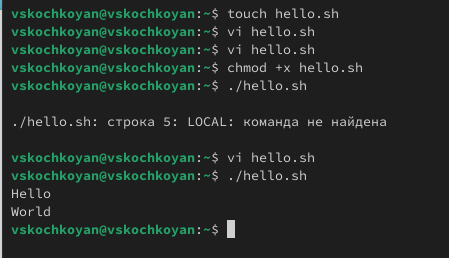 vskochkoyan@vskochkoyan:~$ touch hello.sh
vskochkoyan@vskochkoyan:~$ vi hello.sh
vskochkoyan@vskochkoyan:~$ vi hello.sh
vskochkoyan@vskochkoyan:~$ chmod +x hello.sh
vskochkoyan@vskochkoyan:~$ ./hello.sh
./hello.sh: строка 5: LOCAL: команда не найдена
vskochkoyan@vskochkoyan:~$ vi hello.sh
vskochkoyan@vskochkoyan:~$ ./hello.sh
Hello
World
vskochkoyan@vskochkoyan:~$